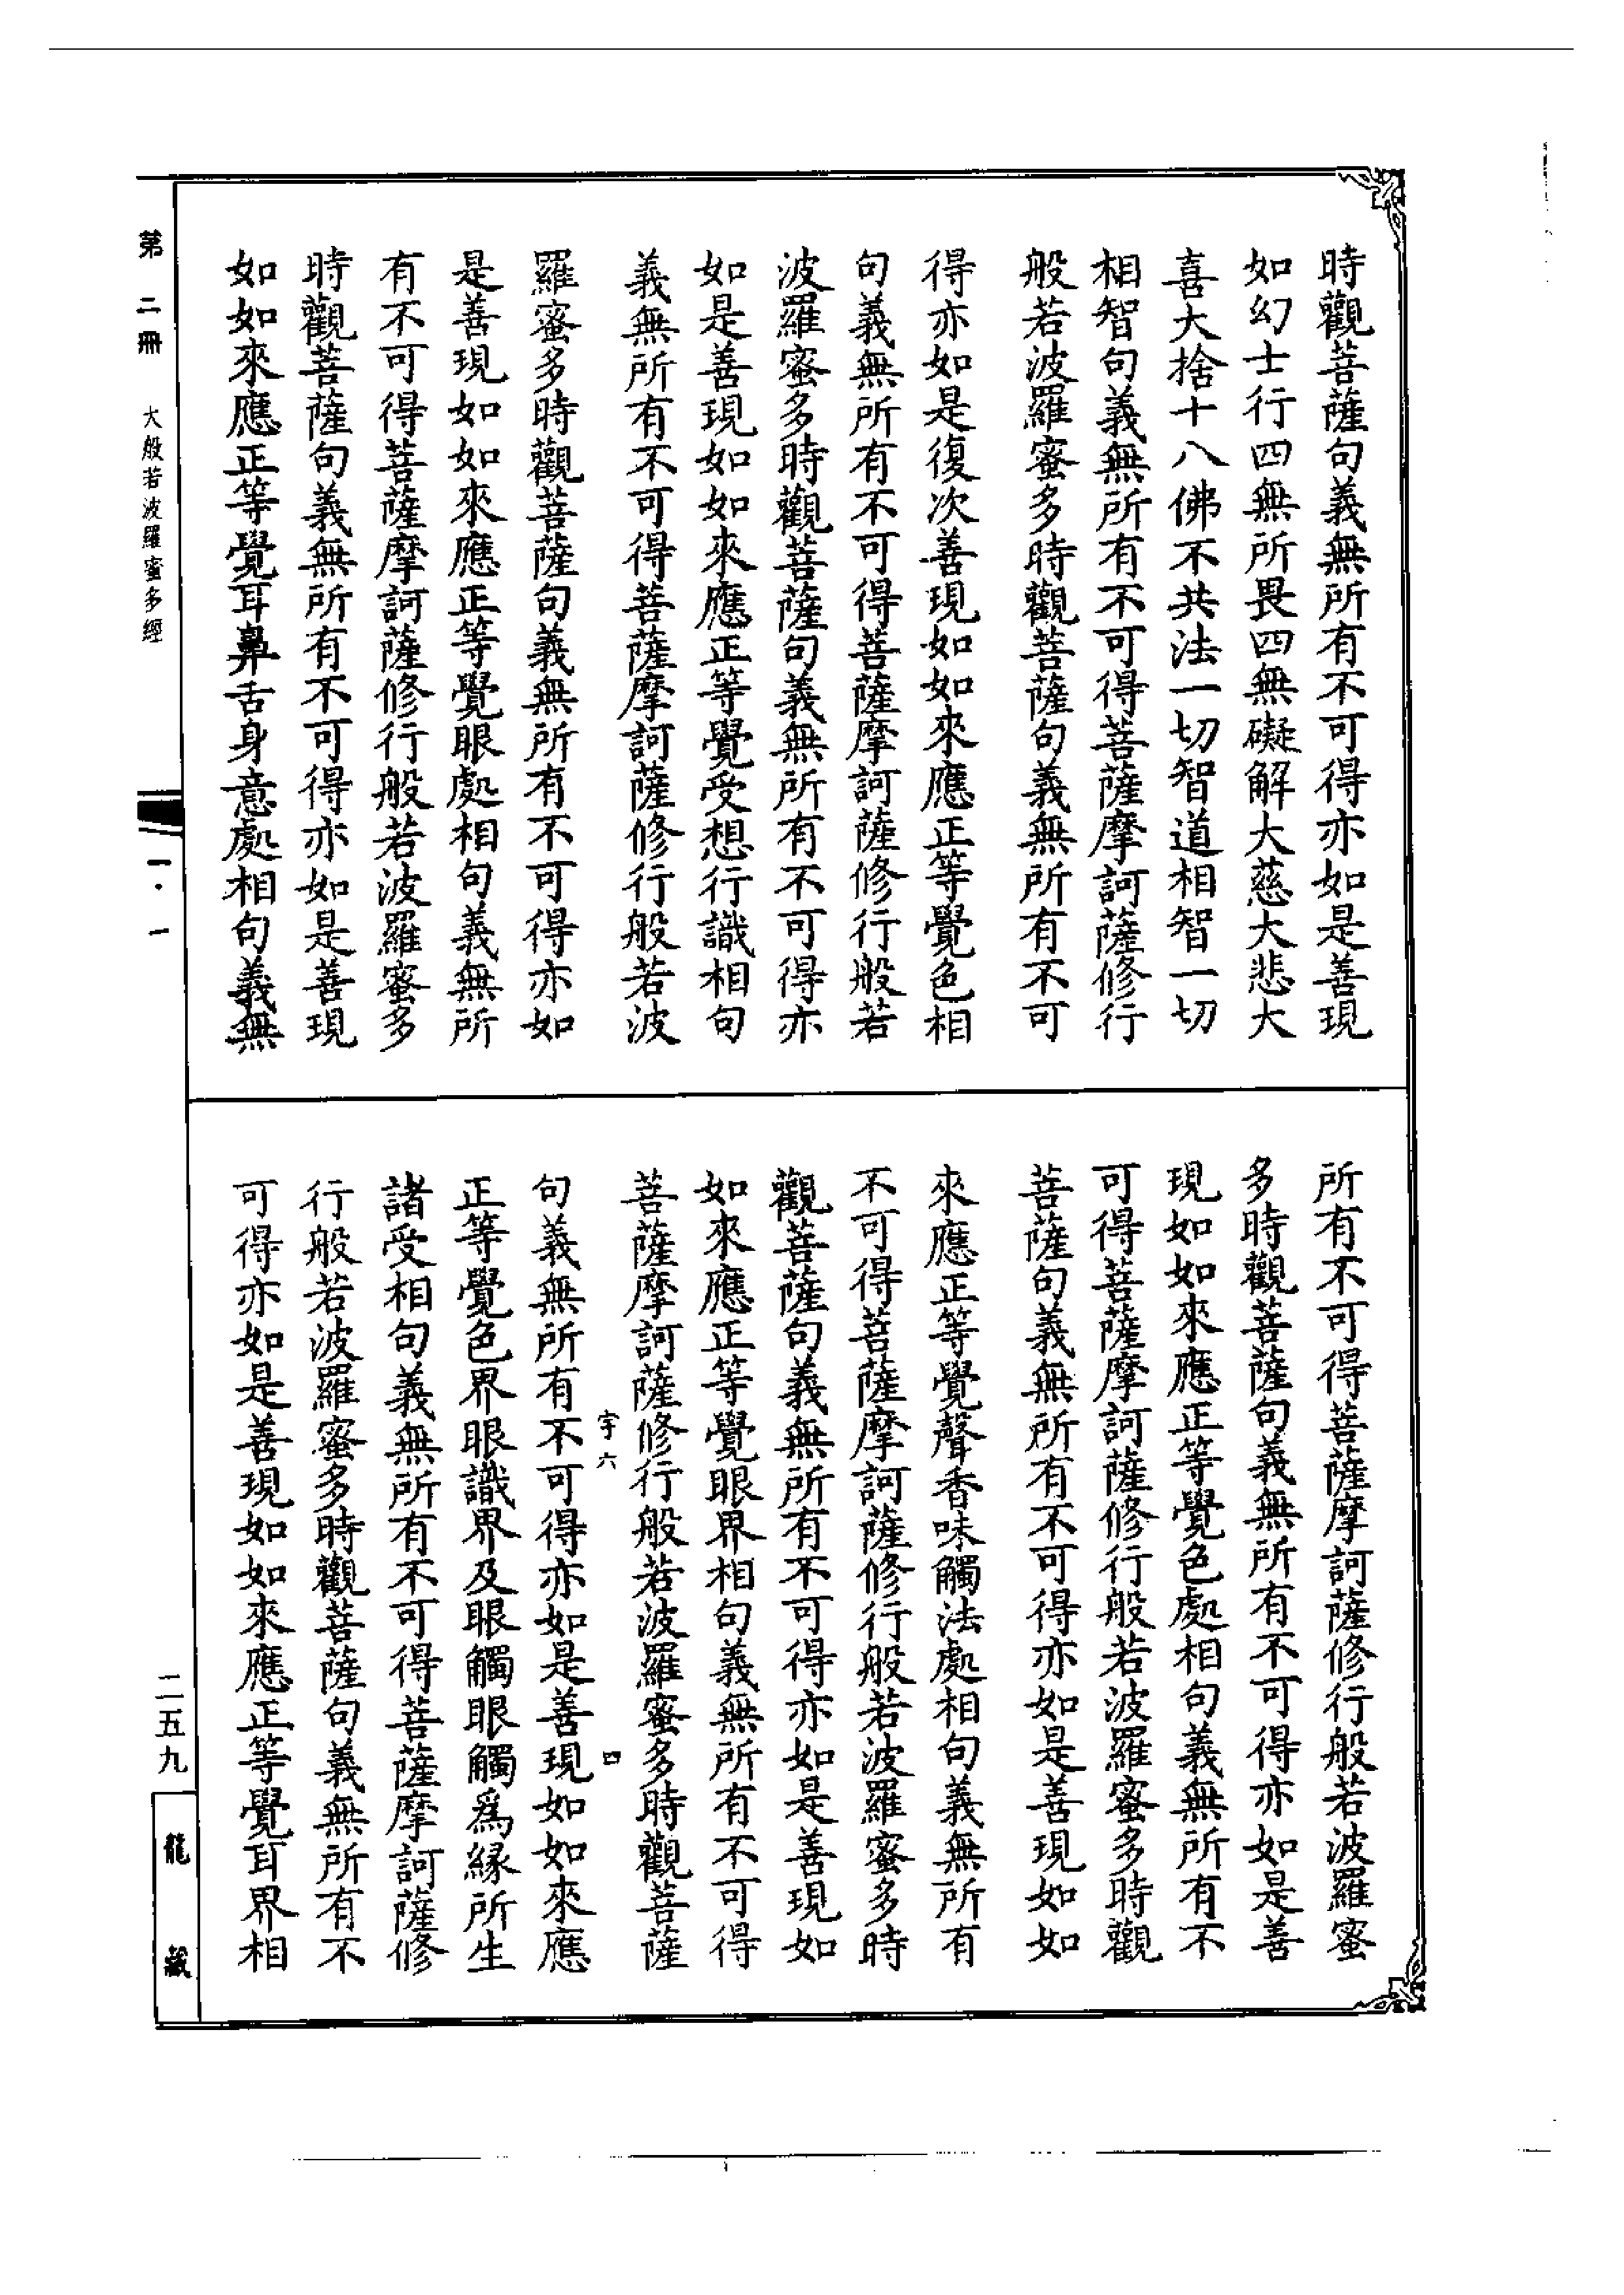 時觀菩薩句義無所有不可得亦如是善現
如幻士行四無所畏四無礙解大慈大悲大
喜大捨十八佛不共法一切智道相智一切
相智句義無所有不可得菩薩摩訶薩修行
般若波羅蜜多時觀菩薩句義無所有不可
得亦如是復次善現如如來應正等覺色相
句義無所有不可得菩薩摩訶薩修行般若
波羅蜜多時觀菩薩句義無所有不可得亦
如是善現如如來應正等覺受想行識相句
義無所有不可得菩薩摩訶薩修行般若波
羅蜜多時觀菩薩句義無所有不可得亦如
是善現如如來應正等覺眼處相句義無所
有不可得菩薩摩訶薩修行般若波羅蜜多
時觀菩薩句義無所有不可得亦如是善現
如如來應正等覺耳鼻舌身意處相句義無
所有不可得菩薩摩訶薩修行般若波羅蜜
多時觀菩薩句義無所有不可得亦如是善
現如如來應正等覺色處相句義無所有不
可得菩薩摩訶薩修行般若波羅蜜多時觀
菩薩句義無所有不可得亦如是善現如如
來應正等覺聲香味觸法處相句義無所有
不可得菩薩摩訶薩修行般若波羅蜜多時
觀菩薩句義無所有不可得亦如是善現如
如來應正等覺眼界相句義無所有不可得
菩薩摩訶薩修行般若波羅蜜多時觀菩薩
字六 四
句義無所有不可得亦如是善現如如來應
正等覺色界眼識界及眼觸眼觸爲緣所生
諸受相句義無所有不可得菩薩摩訶薩修
行般若波羅蜜多時觀菩薩句義無所有不
可得亦如是善現如如來應正等覺耳界相
第二冊 大般若波羅蜜多經
一·一
二五九
龍藏